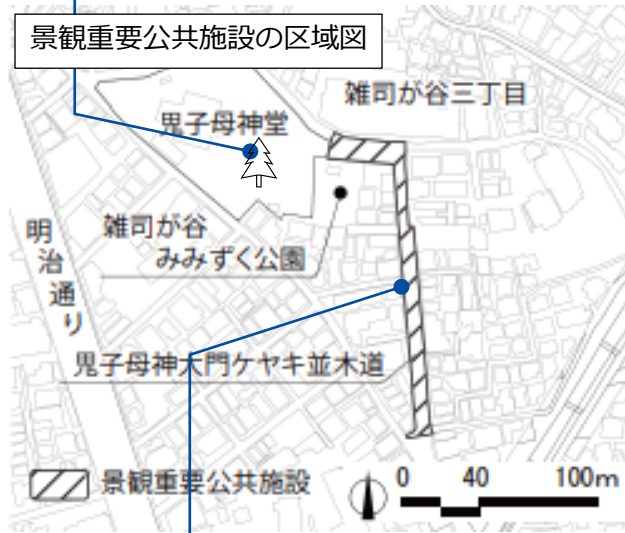 景観重要公共施設の区域図
雑司が谷三丁目
鬼子母神堂
雑司が谷
みみずく公園
明治通り
鬼子母神大門ケヤキ並木道
景観重要公共施設
0 40 100m